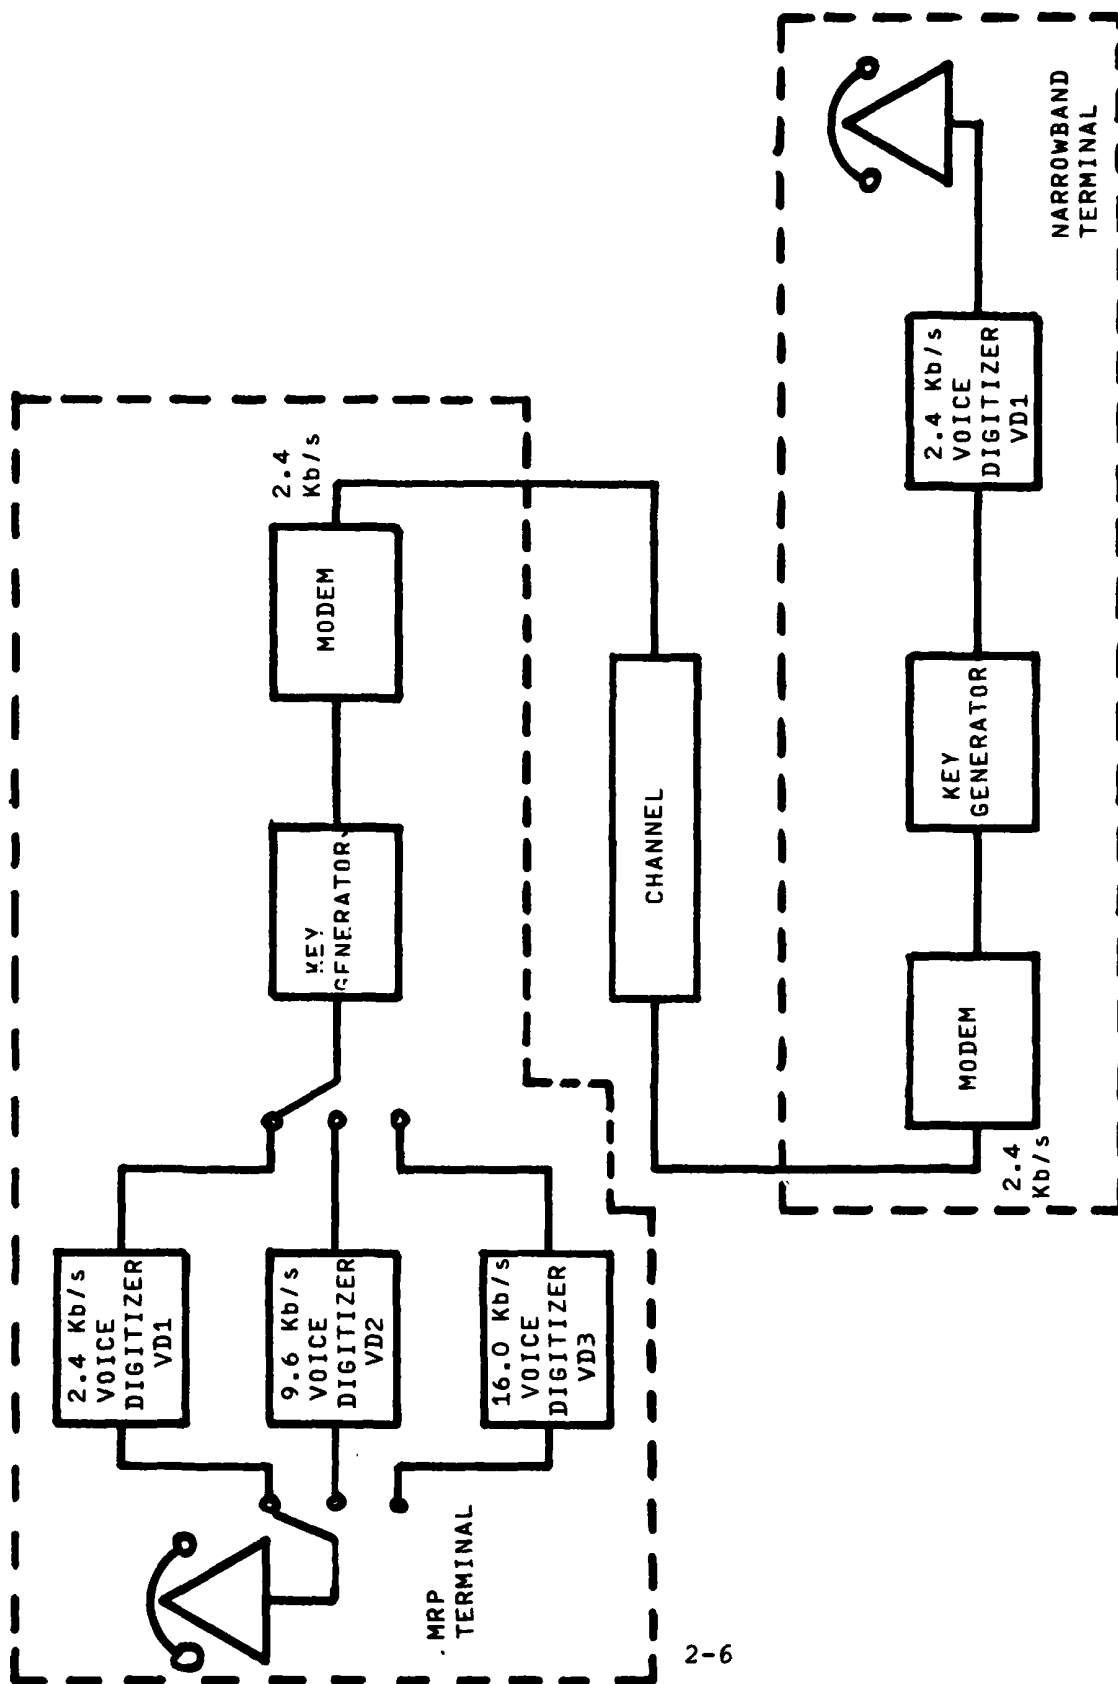 2.4 Kb/s
VOICE
DIGITIZER
VD1
9.6 Kb/s
VOICE
DIGITIZER
VD2
16.0 Kb/s
VOICE
DIGITIZER
VD3
KEY
GENERATOR
MODEM
2.4
Kb/s
MRP
TERMINAL
CHANNEL
2.4
Kb/s
MODEM
KEY
GENERATOR
2.4 Kb/s
VOICE
DIGITIZER
VD1
NARROWBAND
TERMINAL
2-6